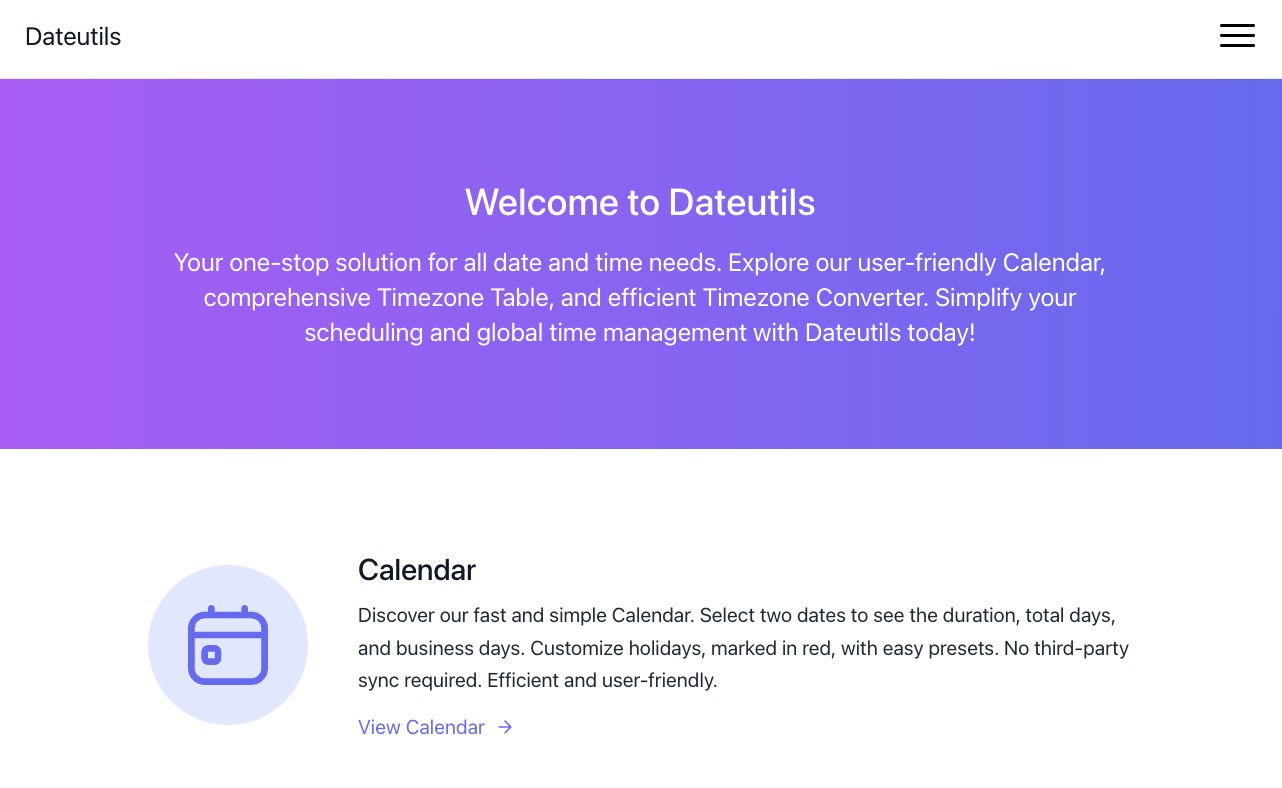 Dateutils
Welcome to Dateutils
Your one-stop solution for all date and time needs. Explore our user-friendly Calendar,
comprehensive Timezone Table, and efficient Timezone Converter. Simplify your
scheduling and global time management with Dateutils today!
Calendar
Discover our fast and simple Calendar. Select two dates to see the duration, total days,
and business days. Customize holidays, marked in red, with easy presets. No third-party
sync required. Efficient and user-friendly.
View Calendar →